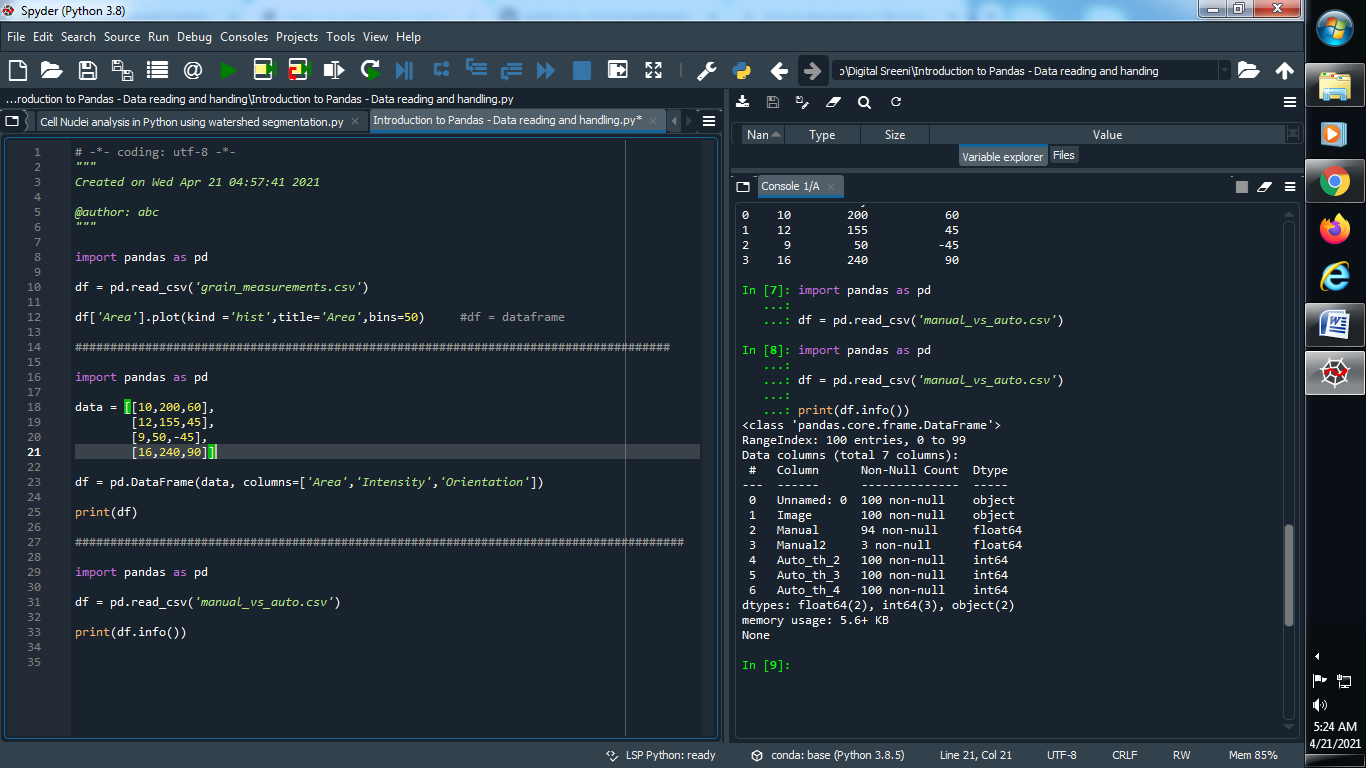 Spyder (Python 3.8)
File Edit Search Source Run Debug Consoles Projects Tools View Help
ɔ\Digital Sreeni\Introduction to Pandas - Data reading and handing
...roduction to Pandas - Data reading and handing\Introduction to Pandas - Data reading and handling.py
Cell Nuclei analysis in Python using watershed segmentation.py
Introduction to Pandas - Data reading and handling.py*
1 # -*- coding: utf-8 -*-
2 """
3 Created on Wed Apr 21 04:57:41 2021
4
5 @author: abc
6 """
7
8 import pandas as pd
9
10 df = pd.read_csv('grain_measurements.csv')
11
12 df['Area'].plot(kind ='hist',title='Area',bins=50)     #df = dataframe
13
14 #####################################################################################
15
16 import pandas as pd
17
18 data = [[10,200,60],
19         [12,155,45],
20         [9,50,-45],
21         [16,240,90]]
22
23 df = pd.DataFrame(data, columns=['Area','Intensity','Orientation'])
24
25 print(df)
26
27 #######################################################################################
28
29 import pandas as pd
30
31 df = pd.read_csv('manual_vs_auto.csv')
32
33 print(df.info())
34
35
Nan Type Size Value
Variable explorer Files
Console 1/A
0    10        200           60
1    12        155           45
2     9         50          -45
3    16        240           90
In [7]: import pandas as pd
   ...:
   ...: df = pd.read_csv('manual_vs_auto.csv')
In [8]: import pandas as pd
   ...:
   ...: df = pd.read_csv('manual_vs_auto.csv')
   ...:
   ...: print(df.info())
<class 'pandas.core.frame.DataFrame'>
RangeIndex: 100 entries, 0 to 99
Data columns (total 7 columns):
 #   Column      Non-Null Count  Dtype
---  ------      --------------  -----
 0   Unnamed: 0  100 non-null    object
 1   Image       100 non-null    object
 2   Manual      94 non-null     float64
 3   Manual2     3 non-null      float64
 4   Auto_th_2   100 non-null    int64
 5   Auto_th_3   100 non-null    int64
 6   Auto_th_4   100 non-null    int64
dtypes: float64(2), int64(3), object(2)
memory usage: 5.6+ KB
None
In [9]:
LSP Python: ready conda: base (Python 3.8.5) Line 21, Col 21 UTF-8 CRLF RW Mem 85%
5:24 AM
4/21/2021